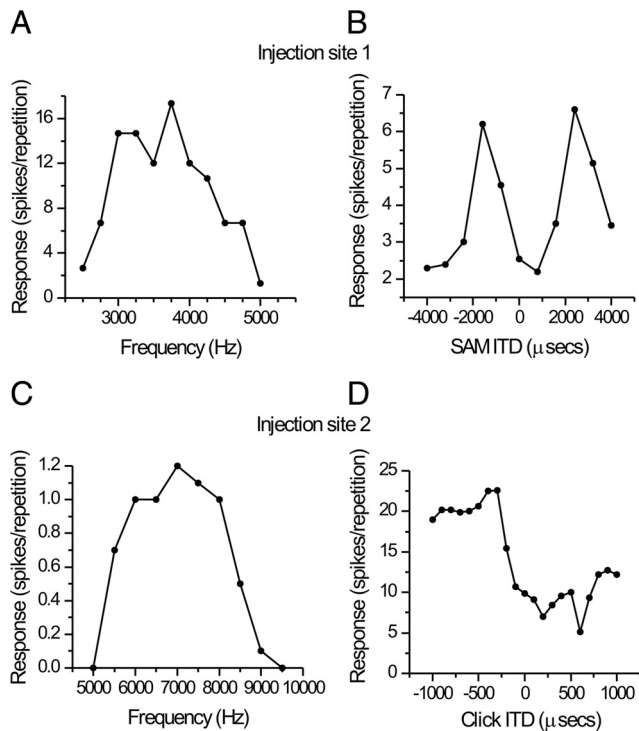 A
B
Injection site 1
Response (spikes/repetition)
16
12
8
4
0
3000 4000 5000
Frequency (Hz)
Response (spikes/repetition)
7
6
5
4
3
2
-4000 -2000 0 2000 4000
SAM ITD (μ secs)
C
D
Injection site 2
Response (spikes/repetition)
1.2
1.0
0.8
0.6
0.4
0.2
0.0
5000 6000 7000 8000 9000 10000
Frequency (Hz)
Response (spikes/repetition)
25
20
15
10
5
0
-1000 -500 0 500 1000
Click ITD (μ secs)